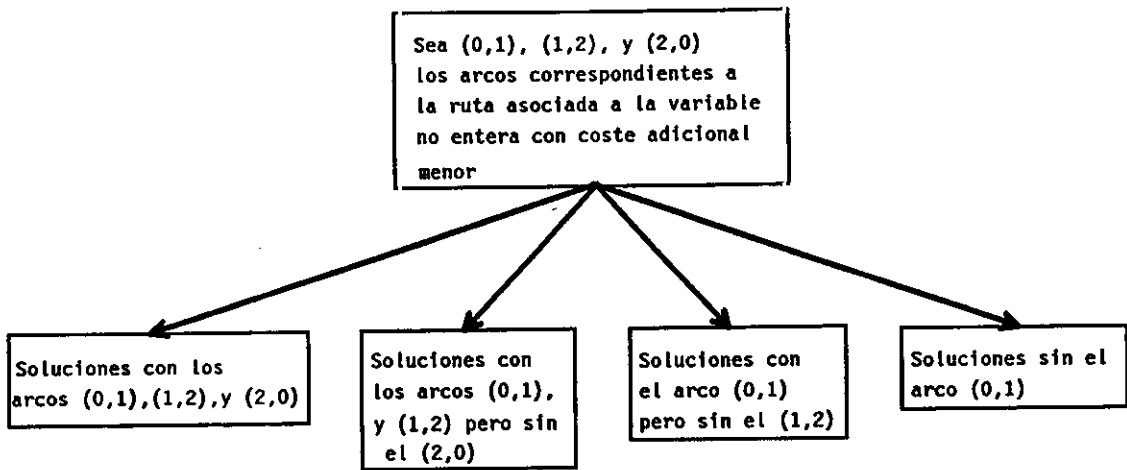 Sea (0,1), (1,2), y (2,0)
los arcos correspondientes a
la ruta asociada a la variable
no entera con coste adicional
menor
Soluciones con los
arcos (0,1),(1,2),y (2,0)
Soluciones con
los arcos (0,1),
y (1,2) pero sin
el (2,0)
Soluciones con
el arco (0,1)
pero sin el (1,2)
Soluciones sin el
arco (0,1)